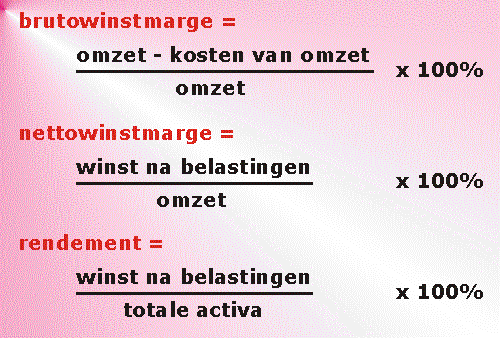 brutowinstmarge =
omzet - kosten van omzet
x 100%
omzet
nettowinstmarge =
winst na belastingen
x 100%
omzet
rendement =
winst na belastingen
x 100%
totale activa